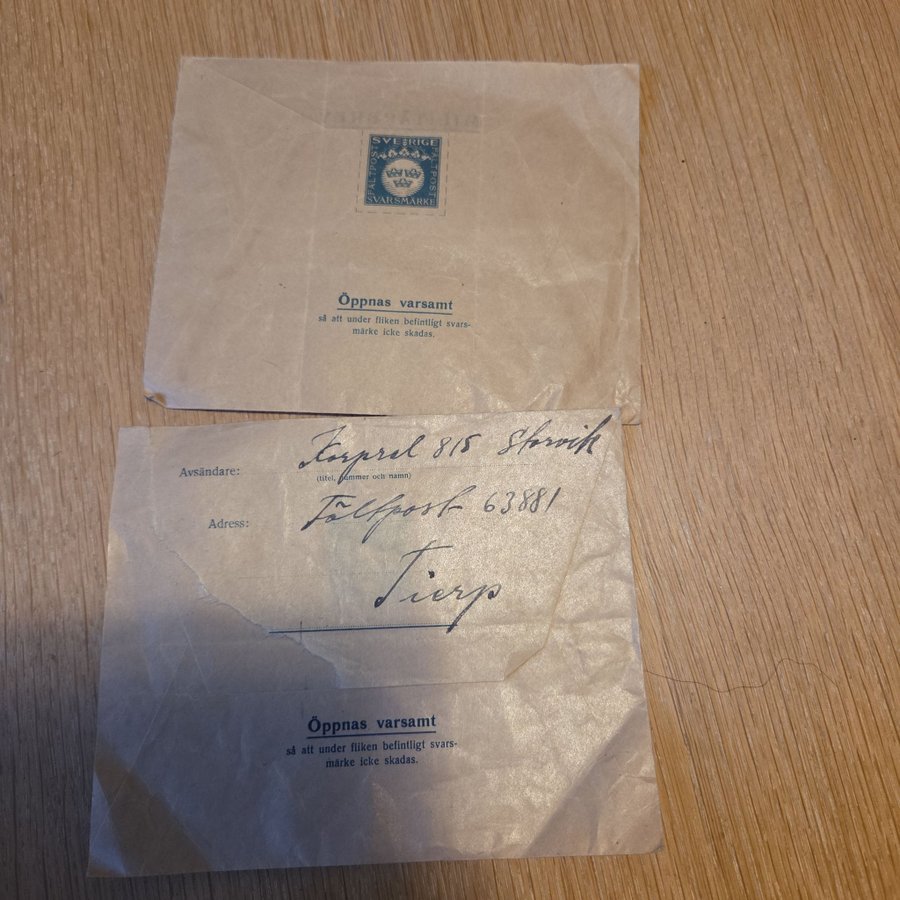 SVERIGE
FÄLTPOST
FÄLTPOST
SVARSMÄRKE
Öppnas varsamt
så att under fliken befintligt svars-
märke icke skadas.
Avsändare: Korpral 815 Storvik
(titel, nummer och namn)
Adress: Fältpost 63881
Tierp
Öppnas varsamt
så att under fliken befintligt svars-
märke icke skadas.